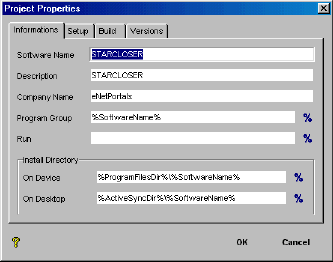 Project Properties
Informations Setup Build Versions
Software Name STARCLOSER
Description STARCLOSER
Company Name eNetPortals
Program Group %SoftwareName% %
Run %
Install Directory
On Device %ProgramFilesDir%\%SoftwareName% %
On Desktop %ActiveSyncDir%\%SoftwareName% %
? OK Cancel